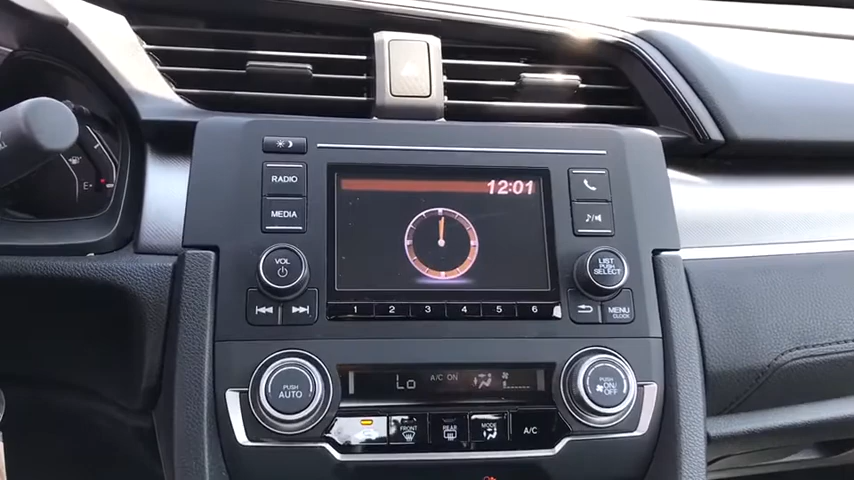 12:01
RADIO
MEDIA
VOL
LIST
PUSH
SELECT
1 2 3 4 5 6
MENU
CLOCK
E
PUSH
AUTO
Lo
A/C ON
PUSH
ON
OFF
FRONT
REAR
MODE
A/C